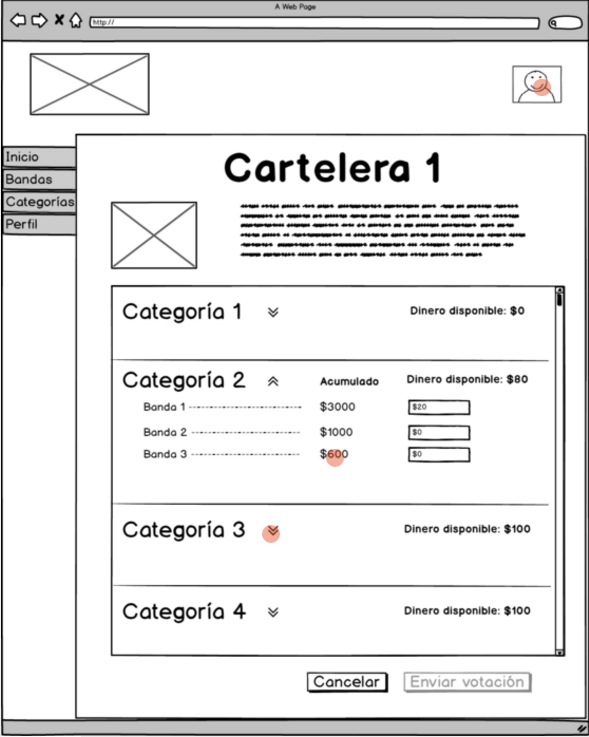 A Web Page
http://
Inicio
Bandas
Categorías
Perfil
Cartelera 1
Categoría 1 Dinero disponible: $0
Categoría 2 Acumulado Dinero disponible: $80
Banda 1 $3000 $20
Banda 2 $1000 $0
Banda 3 $600 $0
Categoría 3 Dinero disponible: $100
Categoría 4 Dinero disponible: $100
Cancelar Enviar votación